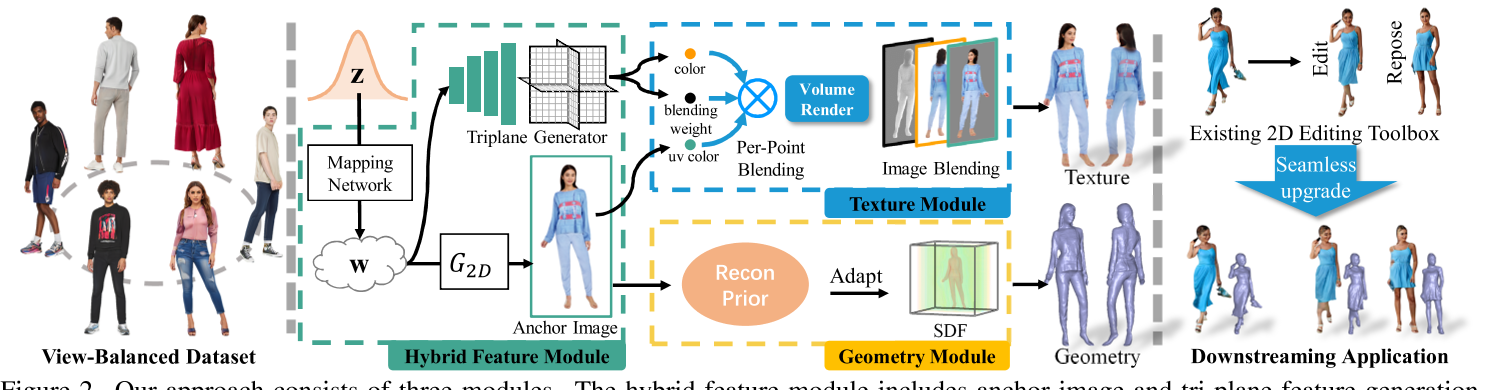 z
Mapping
Network
w
G2D
Triplane Generator
Anchor Image
color
blending
weight
uv color
Per-Point
Blending
Volume
Render
Image Blending
Texture Module
Recon
Prior
Adapt
SDF
Texture
Geometry
Edit
Repose
Existing 2D Editing Toolbox
Seamless
upgrade
View-Balanced Dataset
Hybrid Feature Module
Geometry Module
Downstreaming Application
Figure 2. Our approach consists of three modules. The hybrid feature module includes anchor image and tri-plane feature generation